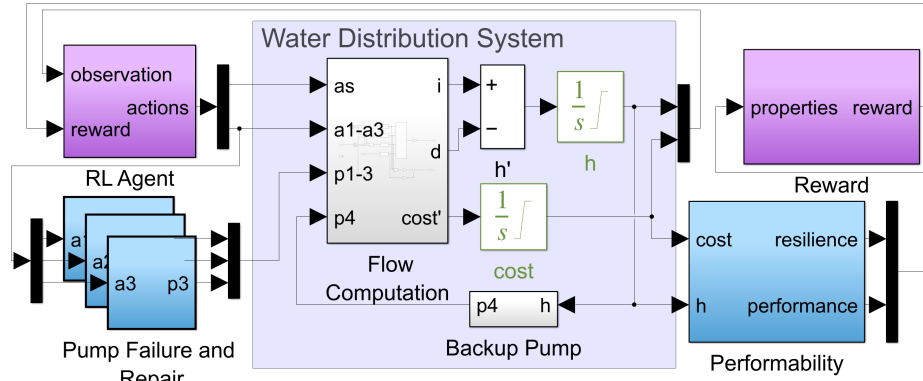 Water Distribution System
observation
actions
reward
RL Agent
as
a1-a3
p1-3
p4
i
d
cost'
Flow
Computation
+
−
h'
1
s
h
1
s
cost
properties reward
Reward
a2
a3 p3
Pump Failure and
Repair
p4 h
Backup Pump
cost resilience
h performance
Performability